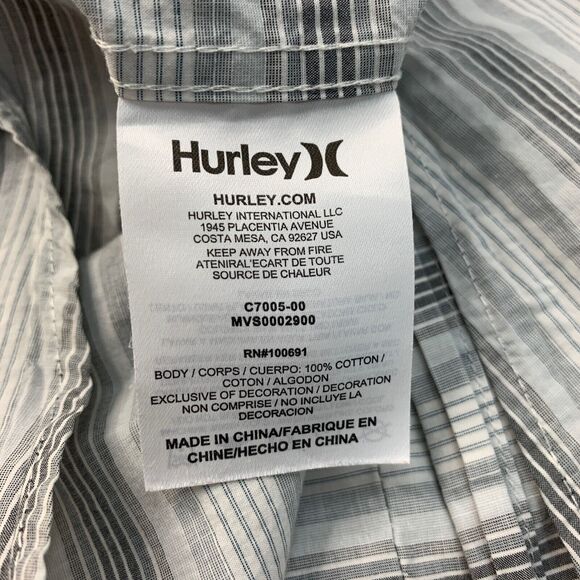 Hurley
HURLEY.COM
HURLEY INTERNATIONAL LLC
1945 PLACENTIA AVENUE
COSTA MESA, CA 92627 USA
KEEP AWAY FROM FIRE
ATENIRAL'ECART DE TOUTE
SOURCE DE CHALEUR
C7005-00
MVS0002900
RN#100691
BODY / CORPS / CUERPO: 100% COTTON /
COTON / ALGODON
EXCLUSIVE OF DECORATION / DECORATION
NON COMPRISE / NO INCLUYE LA
DECORACION
MADE IN CHINA/FABRIQUE EN
CHINE/HECHO EN CHINA